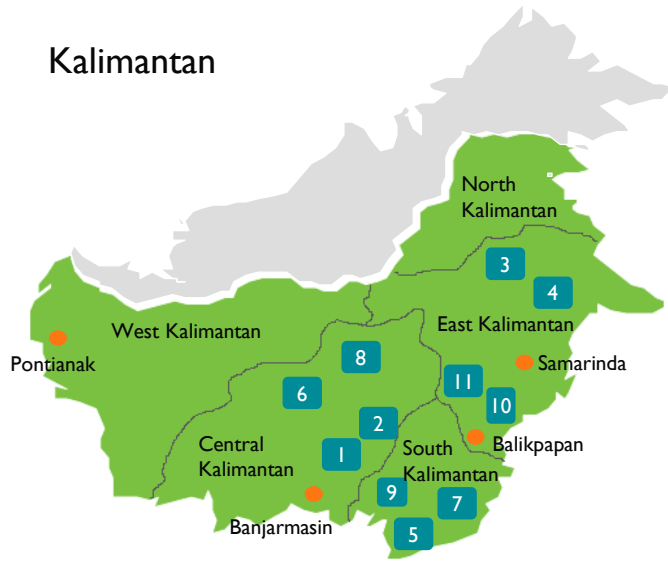 Kalimantan
North
Kalimantan
3
4
West Kalimantan
East Kalimantan
Pontianak
8
Samarinda
11
6
10
2
Central
Kalimantan
South
Kalimantan
Balikpapan
1
9
7
Banjarmasin
5